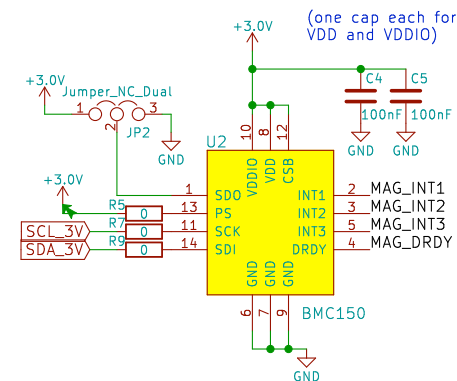 (one cap each for
VDD and VDDIO)
+3.0V
+3.0V
Jumper_NC_Dual
1
2
3
JP2
GND
C4
100nF
GND
C5
100nF
GND
U2
10
8
12
VDDIO
VDD
CSB
+3.0V
1
SDO
R5
0
13
PS
SCL_3V
R7
0
11
SCK
SDA_3V
R9
0
14
SDI
INT1
2
MAG_INT1
INT2
3
MAG_INT2
INT3
5
MAG_INT3
DRDY
4
MAG_DRDY
GND
GND
GND
6
7
9
BMC150
GND